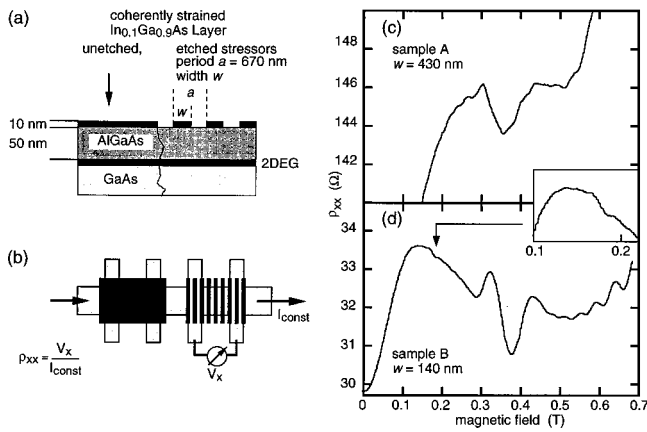 (a)
coherently strained
In0.1Ga0.9As Layer
unetched,
etched stressors
period a = 670 nm
width w
a
w
10 nm
50 nm
AlGaAs
2DEG
GaAs
(b)
Iconst
ρxx = Vx
Iconst
Vx
(c)
sample A
w = 430 nm
148
146
144
142
ρxx (Ω)
(d)
0.1
0.2
34
33
32
31
30
sample B
w = 140 nm
0
0.1
0.2
0.3
0.4
0.5
0.6
0.7
magnetic field (T)